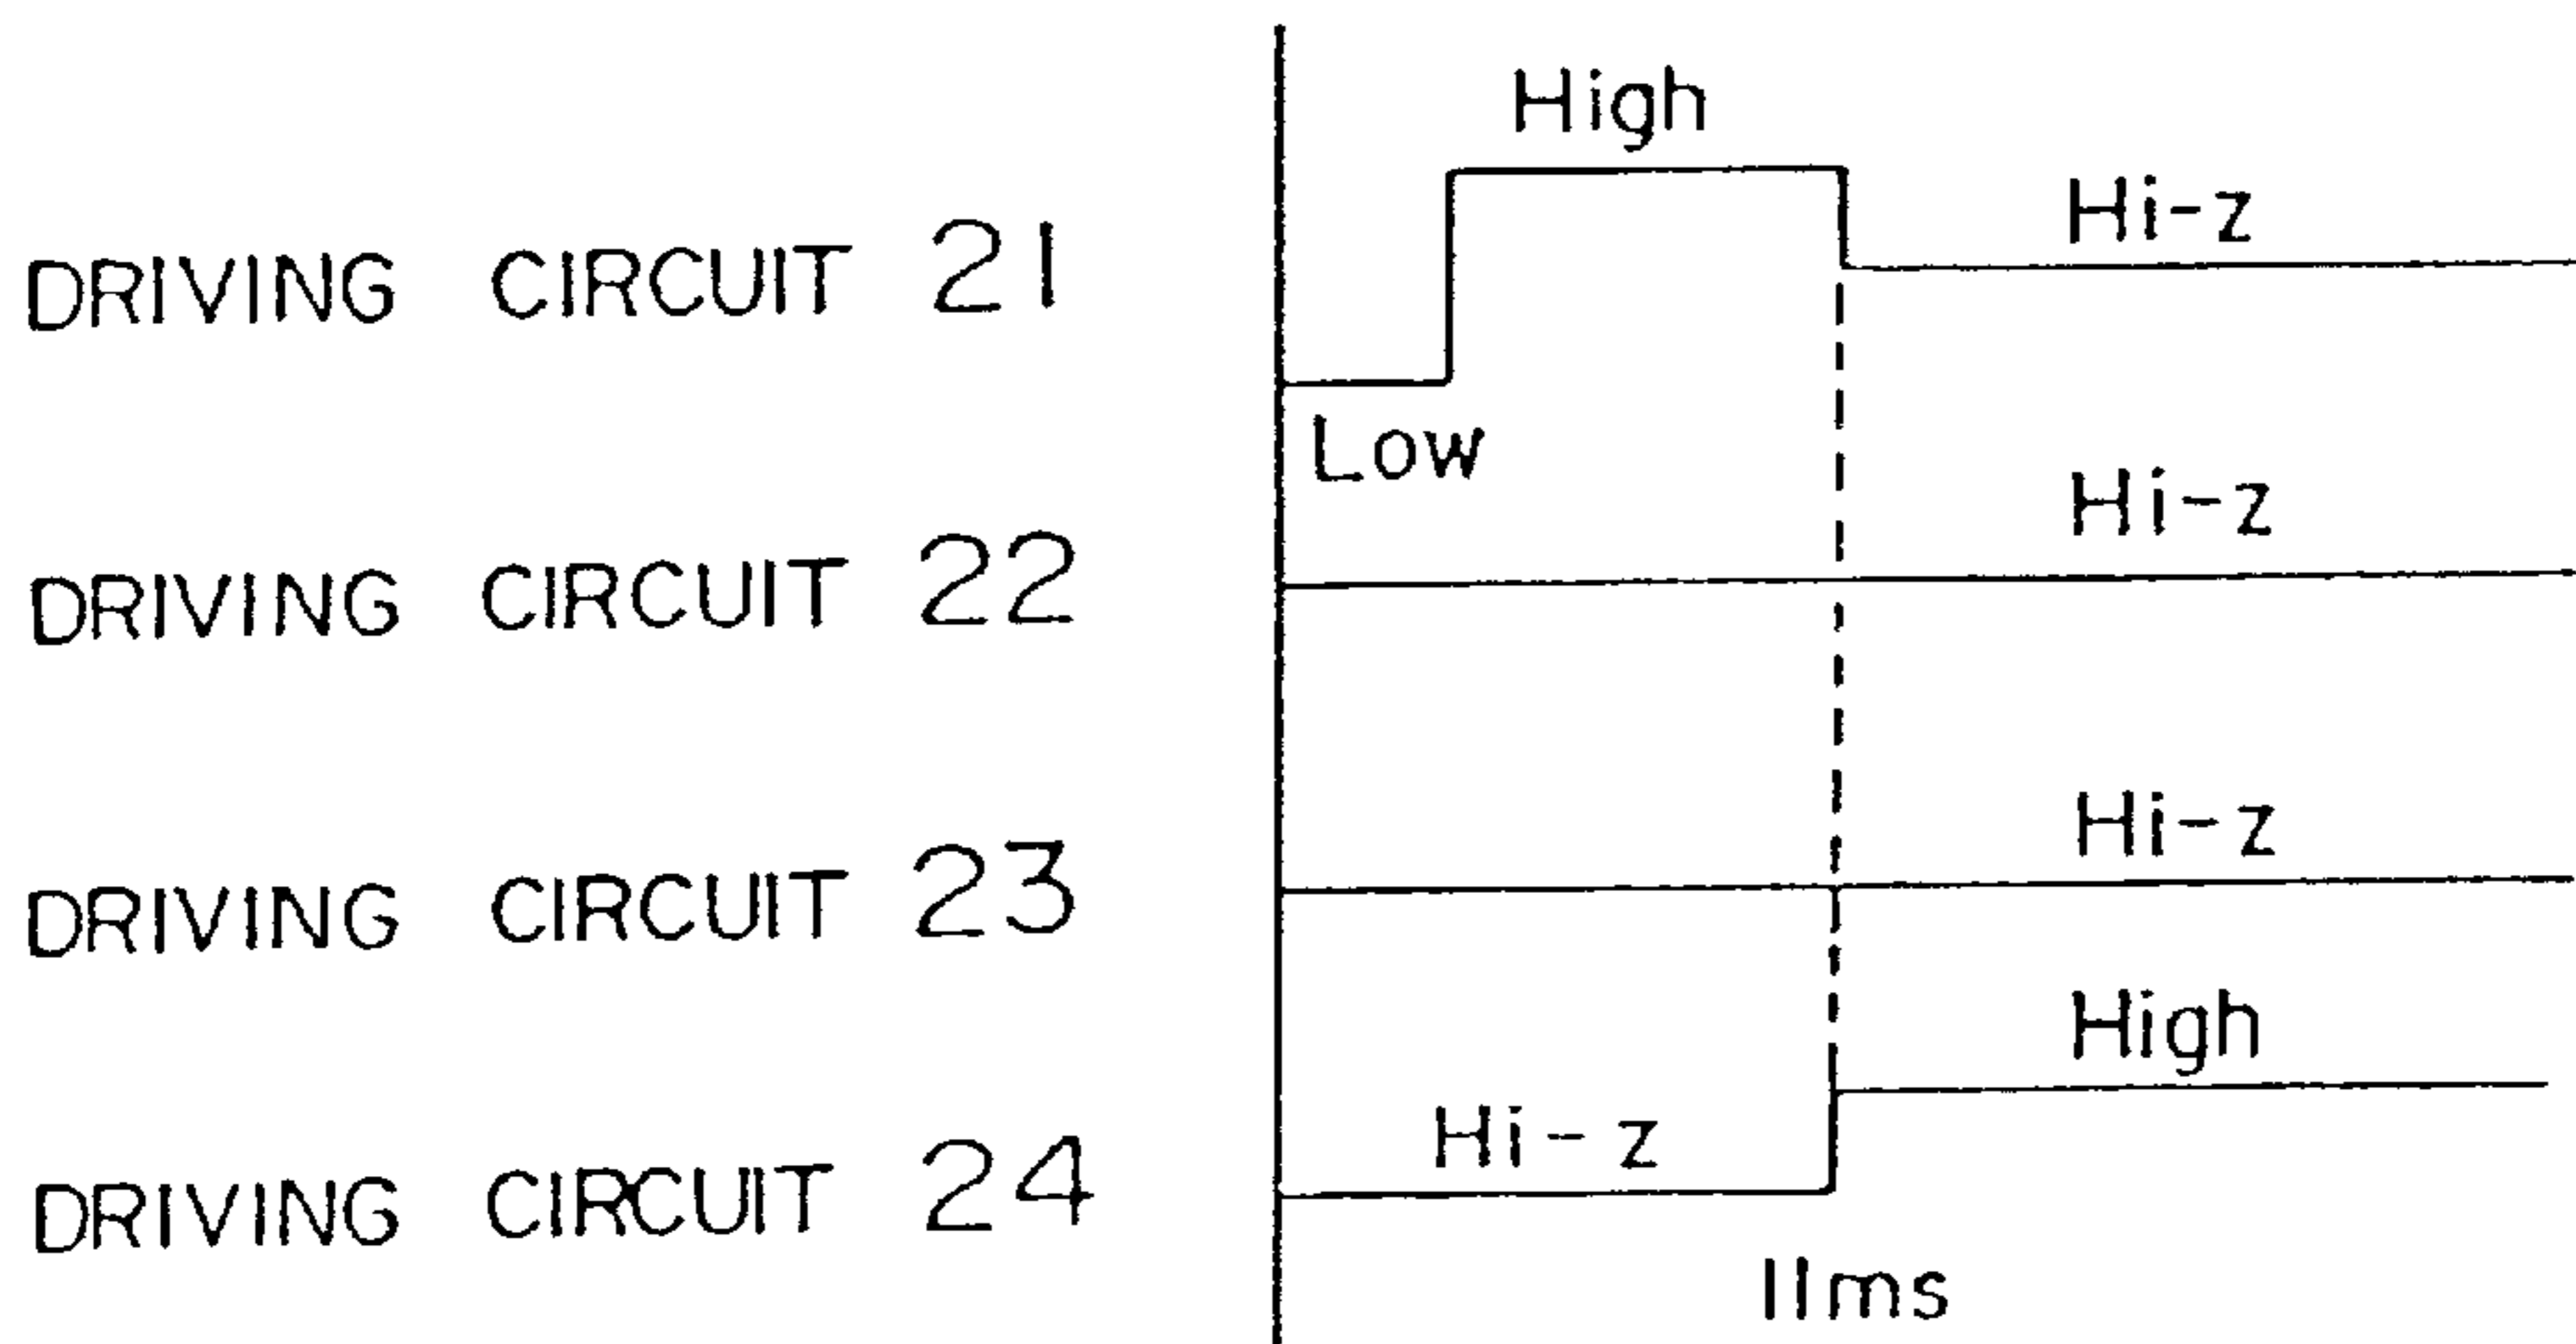 High
Hi-z
DRIVING CIRCUIT 21
Low
Hi-z
DRIVING CIRCUIT 22
Hi-z
DRIVING CIRCUIT 23
High
Hi-z
DRIVING CIRCUIT 24
11ms